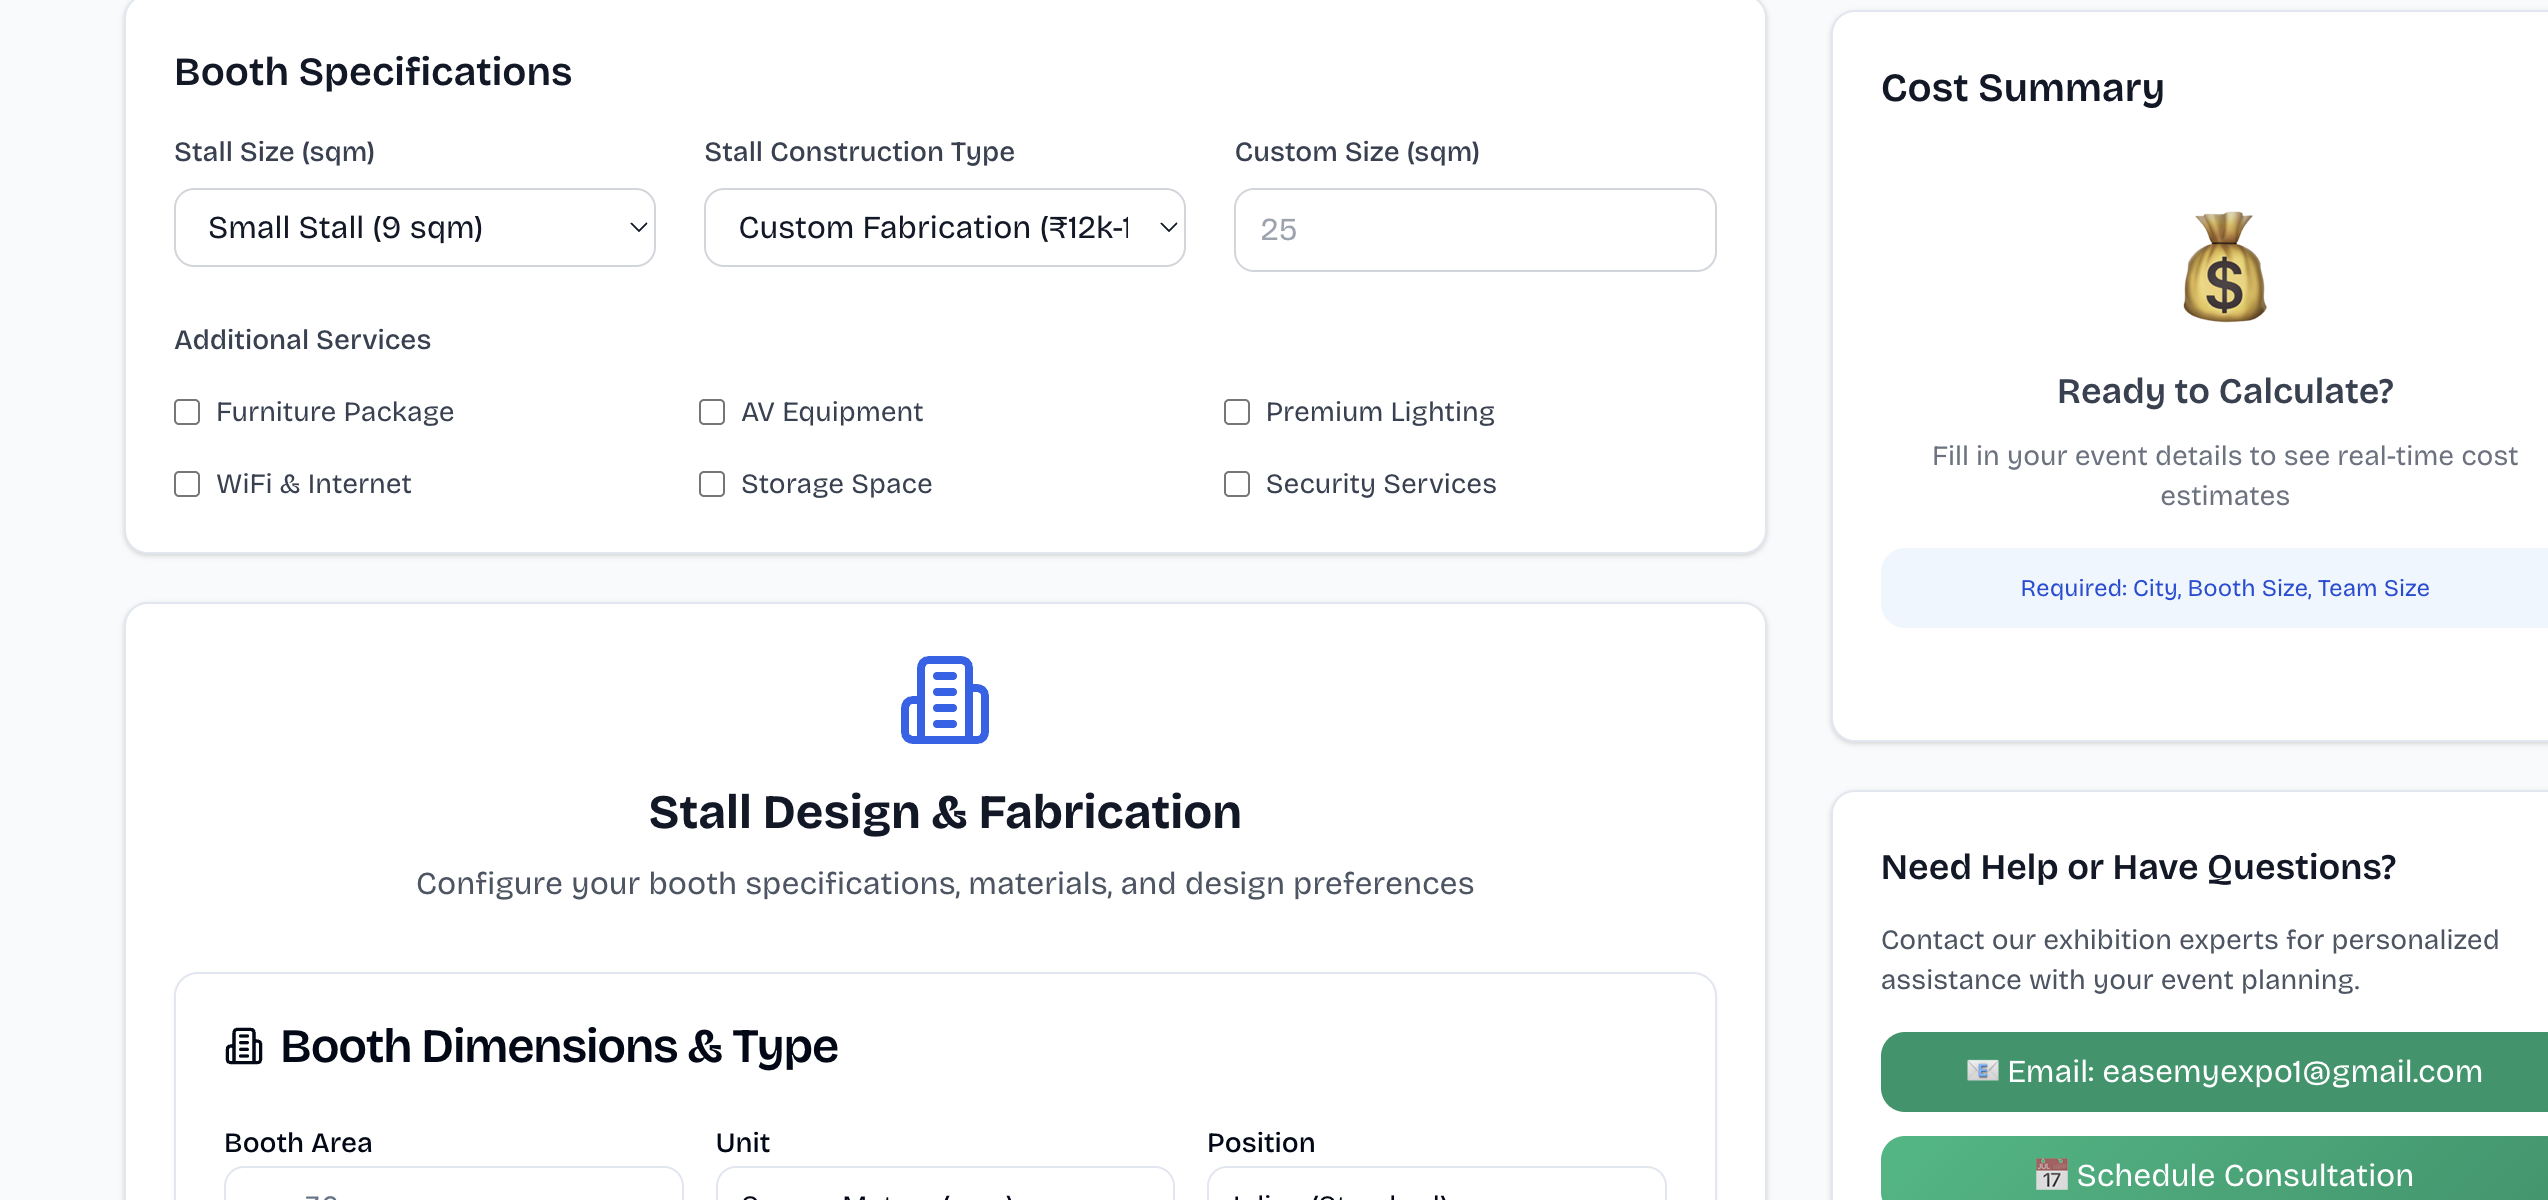 Booth Specifications
Stall Size (sqm)
Stall Construction Type
Custom Size (sqm)
Small Stall (9 sqm)
Custom Fabrication (₹12k-1
25
Additional Services
Furniture Package
AV Equipment
Premium Lighting
WiFi & Internet
Storage Space
Security Services
Stall Design & Fabrication
Configure your booth specifications, materials, and design preferences
Booth Dimensions & Type
Booth Area
Unit
Position
Cost Summary
$
Ready to Calculate?
Fill in your event details to see real-time cost
estimates
Required: City, Booth Size, Team Size
Need Help or Have Questions?
Contact our exhibition experts for personalized
assistance with your event planning.
📧 Email: easemyexpo1@gmail.com
📅 Schedule Consultation